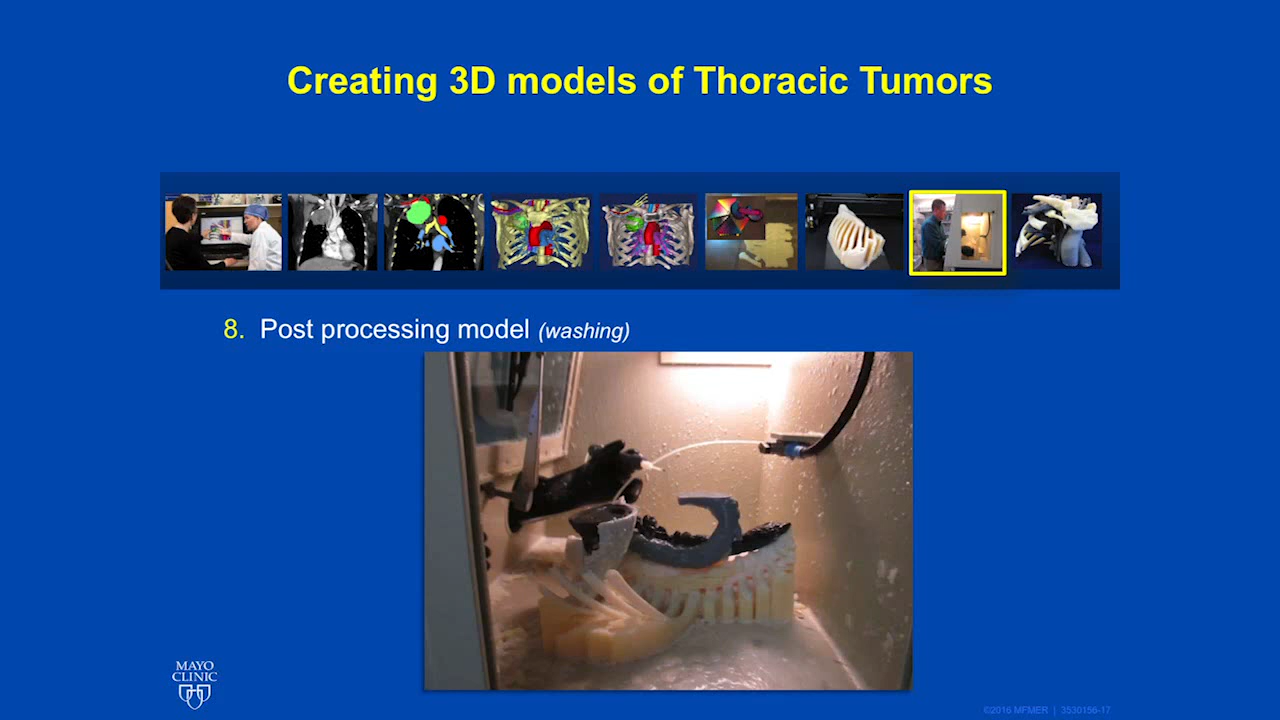 Creating 3D models of Thoracic Tumors
8. Post processing model (washing)
MAYO
CLINIC
©2016 MFMER | 3530156-17